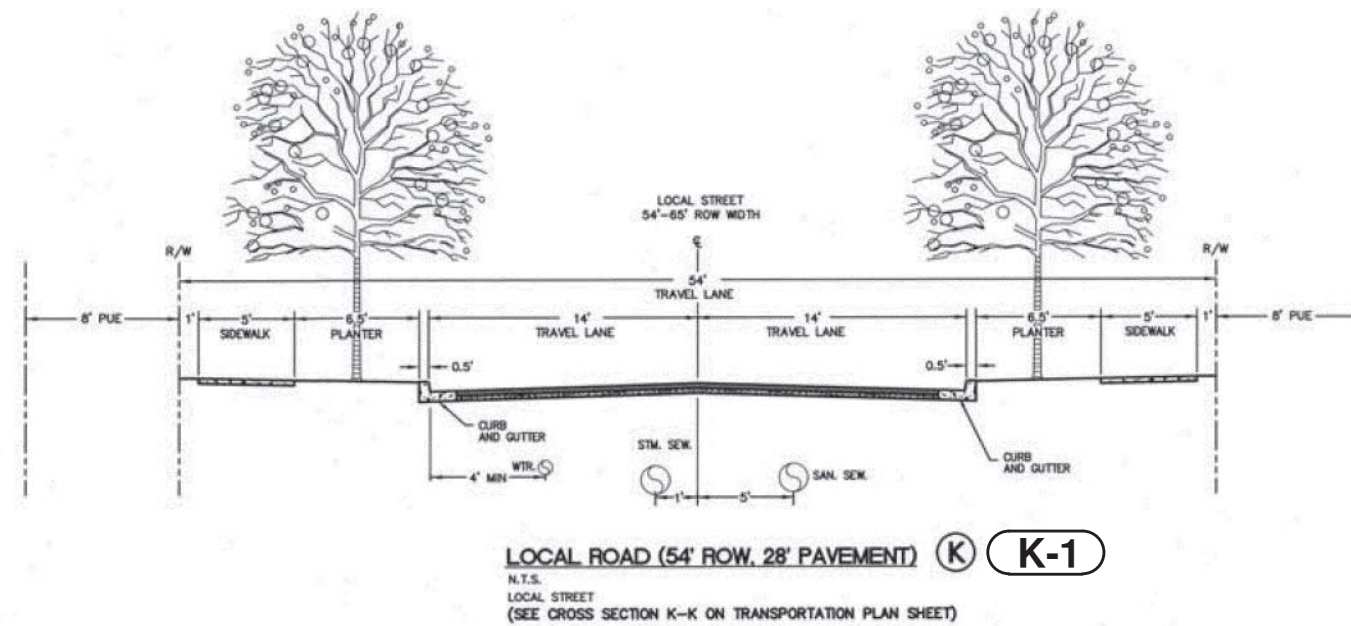 LOCAL STREET
54'-65' ROW WIDTH
℄
R/W
R/W
54'
TRAVEL LANE
8' PUE
1'
5'
SIDEWALK
6.5'
PLANTER
14'
TRAVEL LANE
14'
TRAVEL LANE
6.5'
PLANTER
5'
SIDEWALK
1'
8' PUE
0.5'
0.5'
CURB
AND GUTTER
CURB
AND GUTTER
STM. SEW.
WTR.
4' MIN
1'
5'
SAN. SEW.
LOCAL ROAD (54' ROW, 28' PAVEMENT) K K-1
N.T.S.
LOCAL STREET
(SEE CROSS SECTION K-K ON TRANSPORTATION PLAN SHEET)